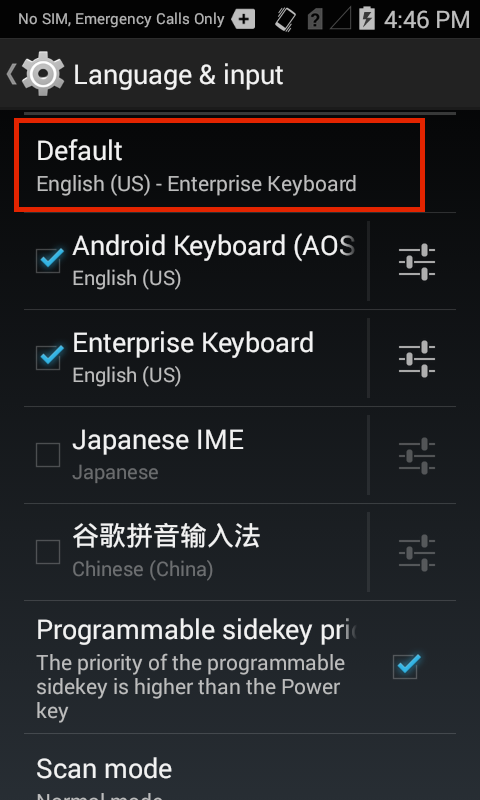 No SIM, Emergency Calls Only 4:46 PM
Language & input
Default
English (US) - Enterprise Keyboard
Android Keyboard (AOS
English (US)
Enterprise Keyboard
English (US)
Japanese IME
Japanese
谷歌拼音输入法
Chinese (China)
Programmable sidekey pri
The priority of the programmable
sidekey is higher than the Power
key
Scan mode
Normal mode